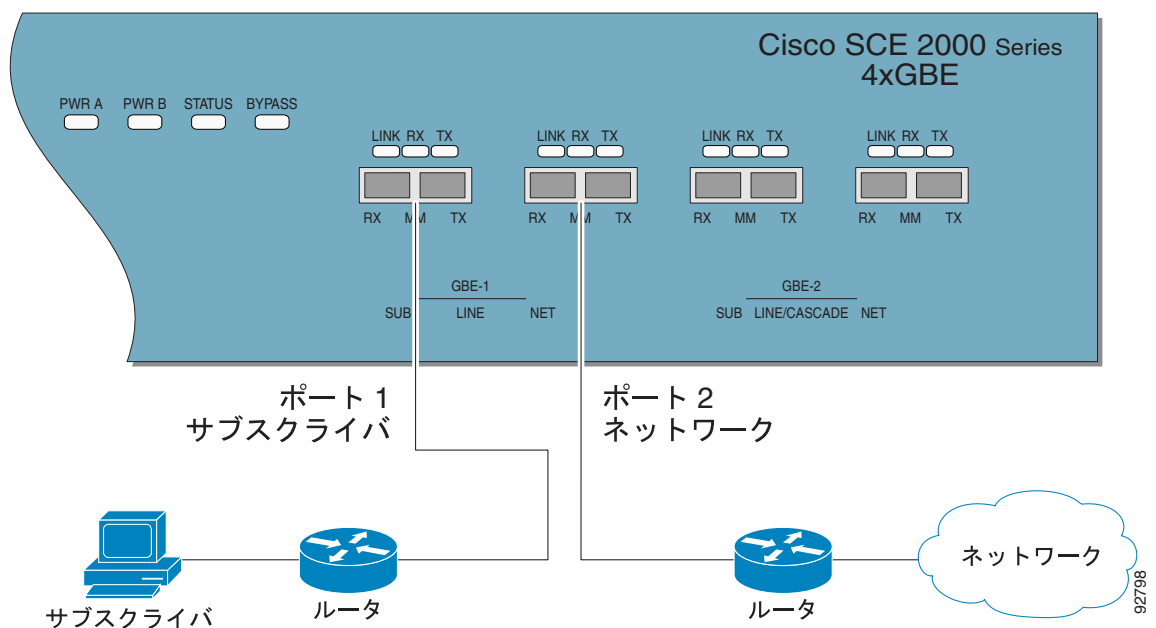 Cisco SCE 2000 Series
4xGBE
PWR A PWR B STATUS BYPASS
LINK RX TX LINK RX TX LINK RX TX LINK RX TX
RX MM TX RX MM TX RX MM TX RX MM TX
GBE-1 GBE-2
SUB LINE NET SUB LINE/CASCADE NET
ポート 1
サブスクライバ
ポート 2
ネットワーク
ネットワーク
サブスクライバ
ルータ
ルータ
92798